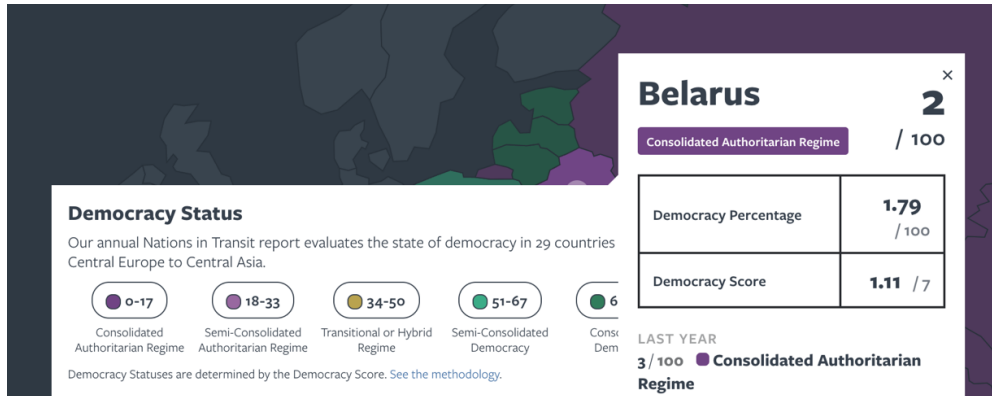 Belarus
×
2
/ 100
Consolidated Authoritarian Regime
Democracy Percentage
1.79
/ 100
Democracy Score
1.11 / 7
LAST YEAR
3/100 Consolidated Authoritarian
Regime
Democracy Status
Our annual Nations in Transit report evaluates the state of democracy in 29 countries
Central Europe to Central Asia.
0-17
Consolidated
Authoritarian Regime
18-33
Semi-Consolidated
Authoritarian Regime
34-50
Transitional or Hybrid
Regime
51-67
Semi-Consolidated
Democracy
Democracy Statuses are determined by the Democracy Score. See the methodology.